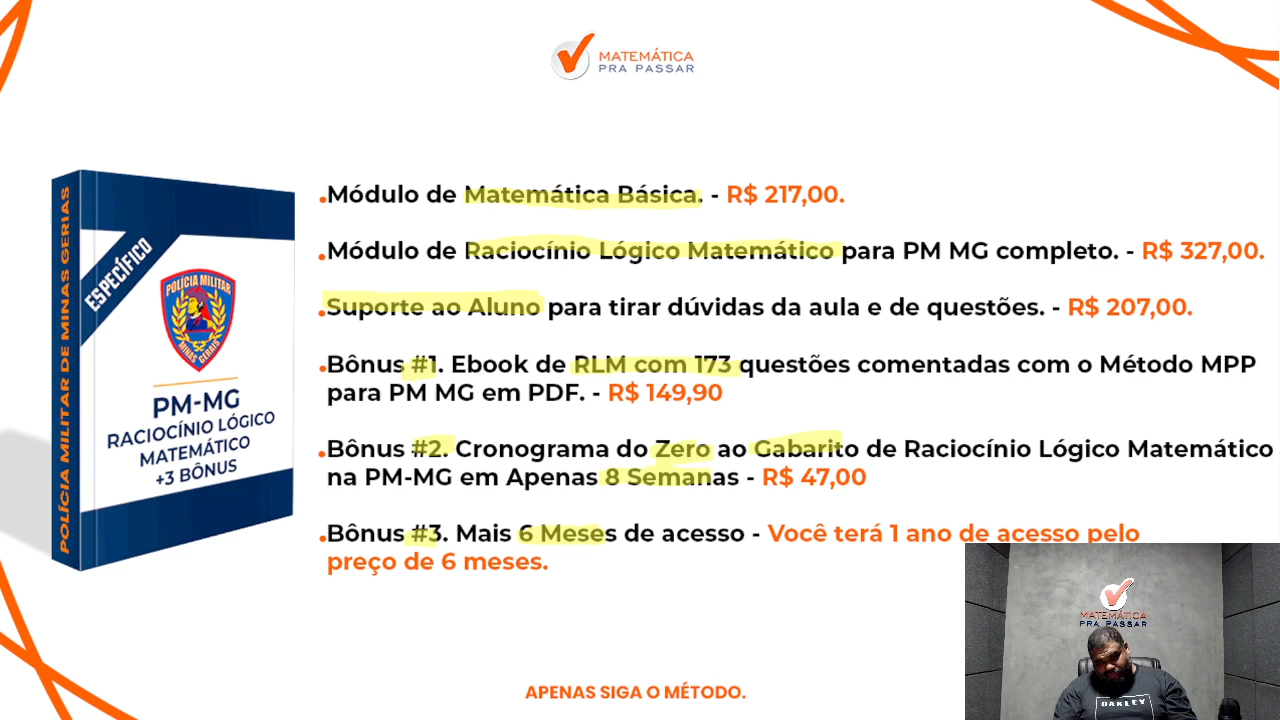 MATEMÁTICA
PRA PASSAR
POLÍCIA MILITAR DE MINAS GERIAS
ESPECÍFICO
POLÍCIA MILITAR
MINAS GERAIS
PM-MG
RACIOCÍNIO LÓGICO
MATEMÁTICO
+3 BÔNUS
.Módulo de Matemática Básica. - R$ 217,00.
.Módulo de Raciocínio Lógico Matemático para PM MG completo. - R$ 327,00.
.Suporte ao Aluno para tirar dúvidas da aula e de questões. - R$ 207,00.
.Bônus #1. Ebook de RLM com 173 questões comentadas com o Método MPP
para PM MG em PDF. - R$ 149,90
.Bônus #2. Cronograma do Zero ao Gabarito de Raciocínio Lógico Matemático
na PM-MG em Apenas 8 Semanas - R$ 47,00
.Bônus #3. Mais 6 Meses de acesso - Você terá 1 ano de acesso pelo
preço de 6 meses.
MATEMÁTICA
PRA PASSAR
OAKLEY
APENAS SIGA O MÉTODO.